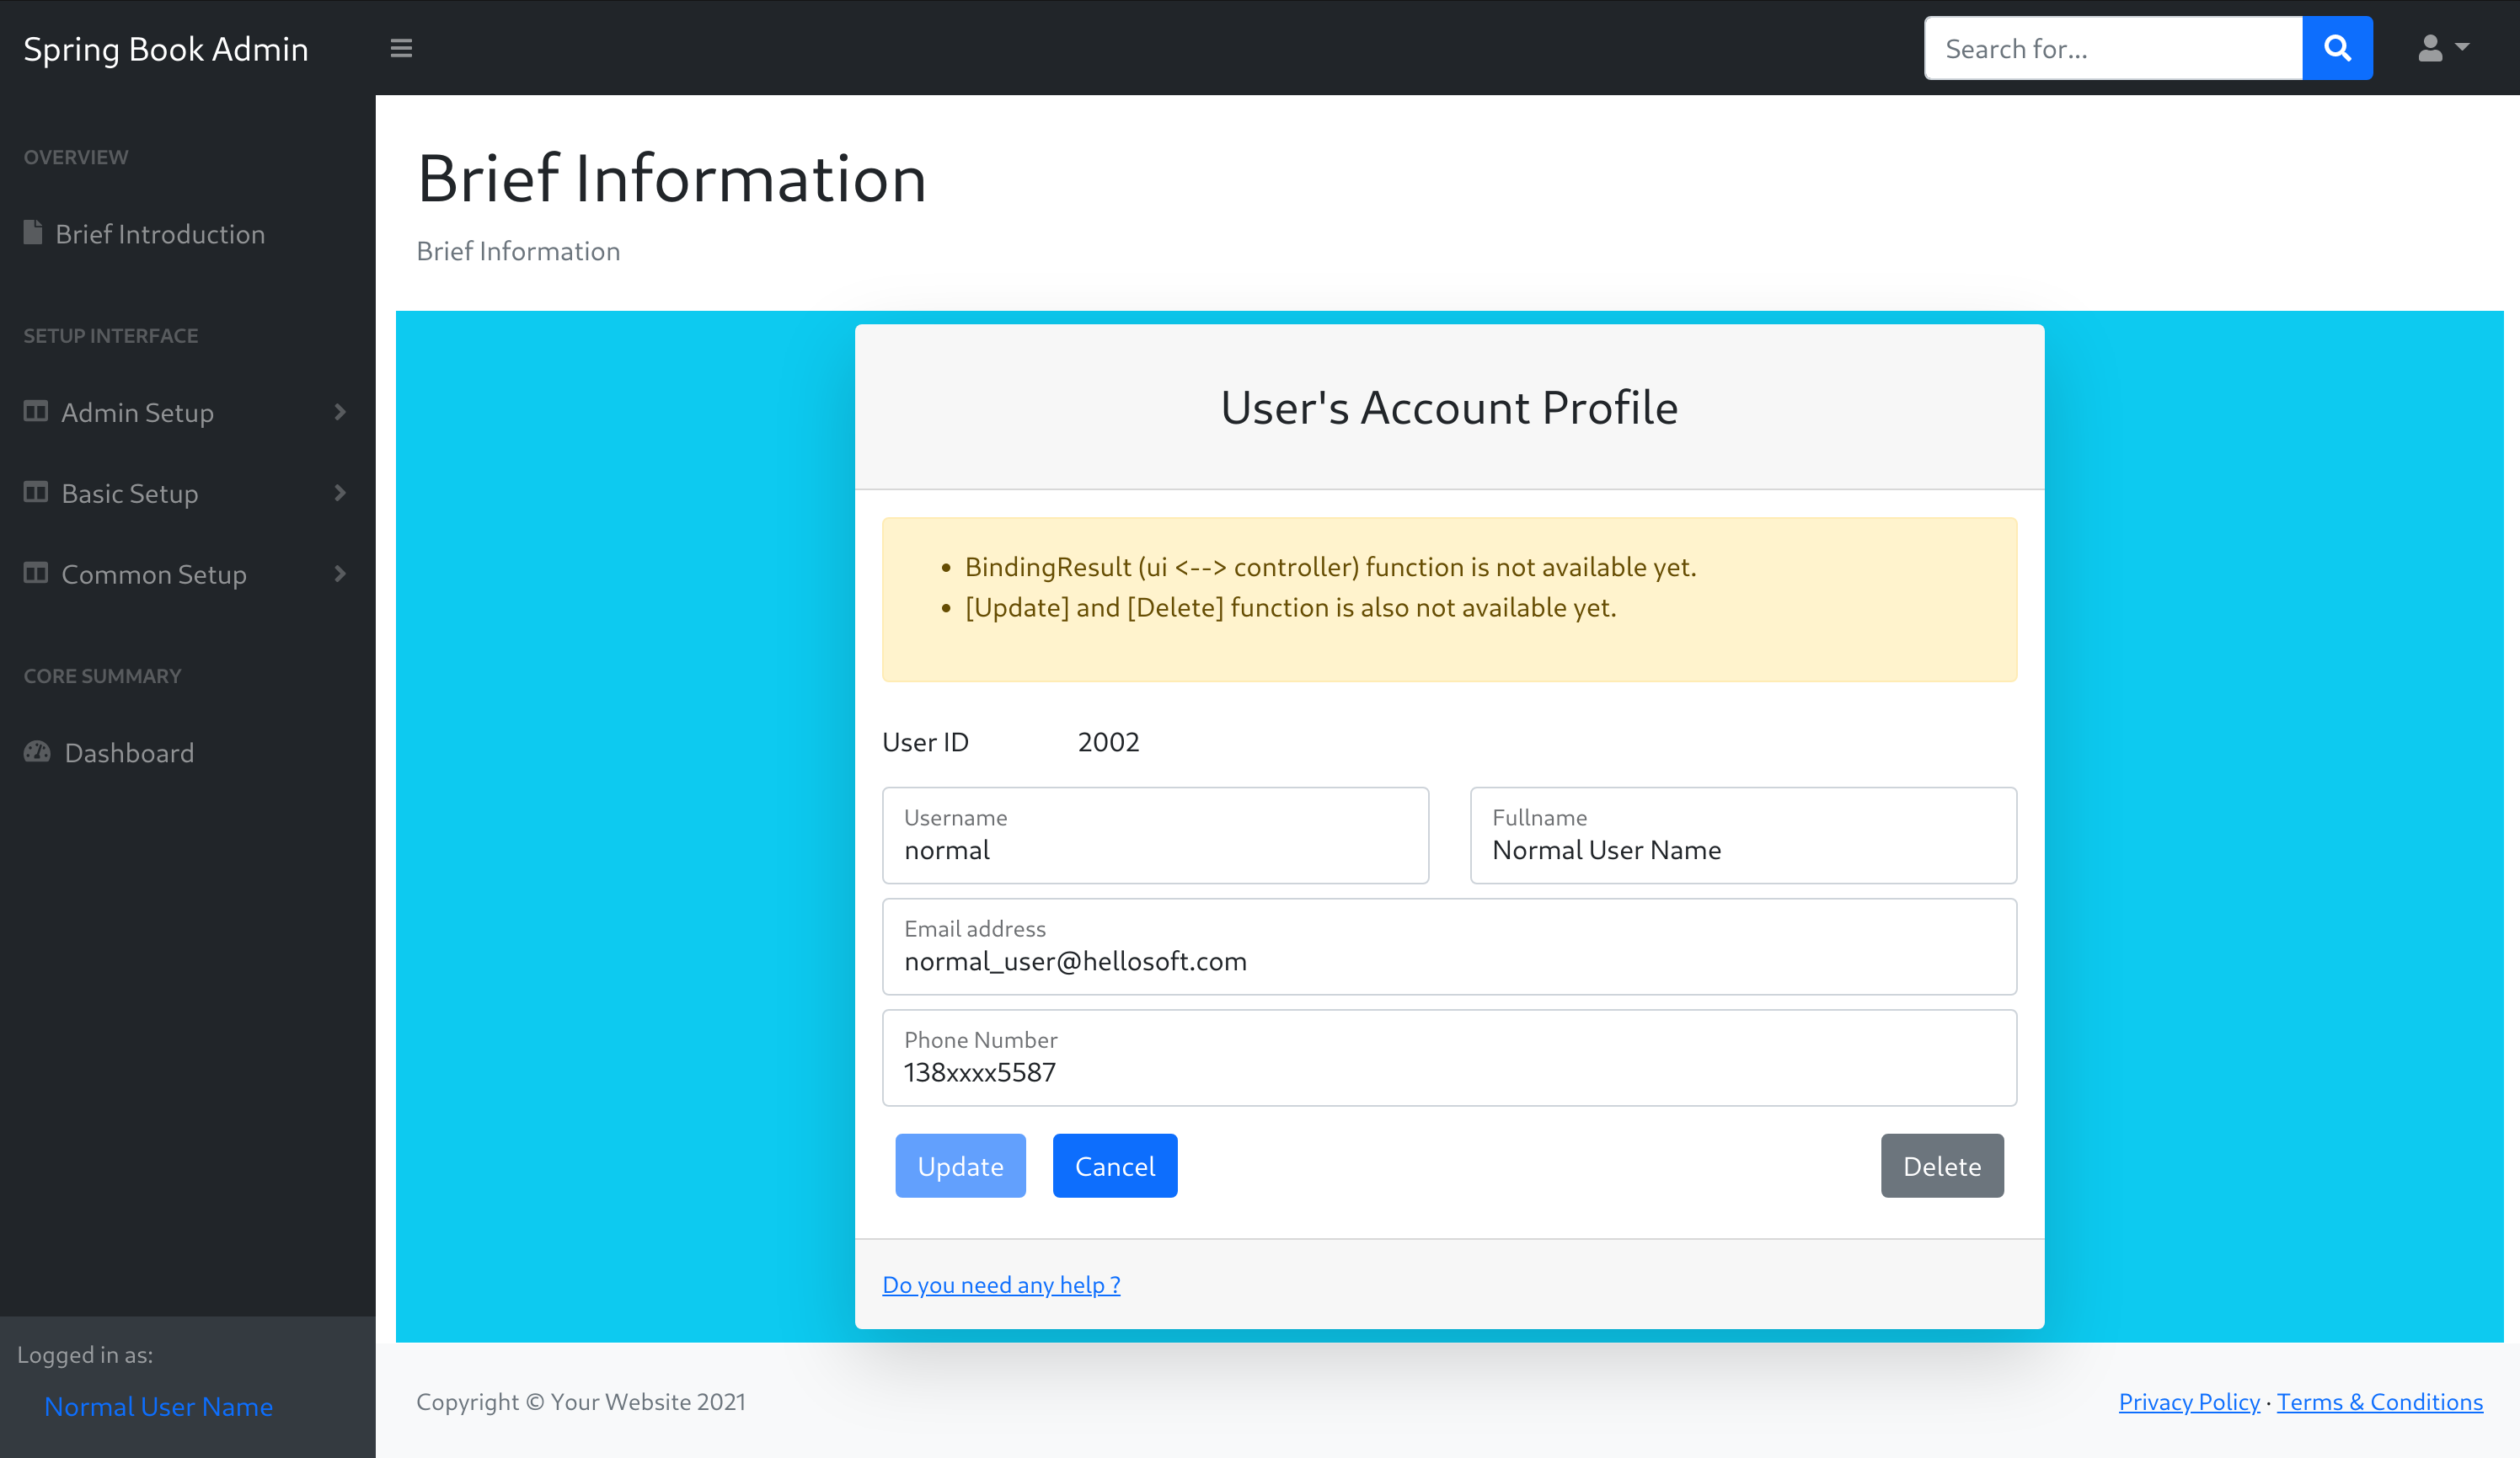 Spring Book Admin
Search for...
OVERVIEW
Brief Introduction
SETUP INTERFACE
Admin Setup
Basic Setup
Common Setup
CORE SUMMARY
Dashboard
Logged in as:
Normal User Name
Brief Information
Brief Information
User's Account Profile
BindingResult (ui <--> controller) function is not available yet.
[Update] and [Delete] function is also not available yet.
User ID 2002
Username
normal
Fullname
Normal User Name
Email address
normal_user@hellosoft.com
Phone Number
138xxxx5587
Update Cancel Delete
Do you need any help ?
Copyright © Your Website 2021
Privacy Policy · Terms & Conditions